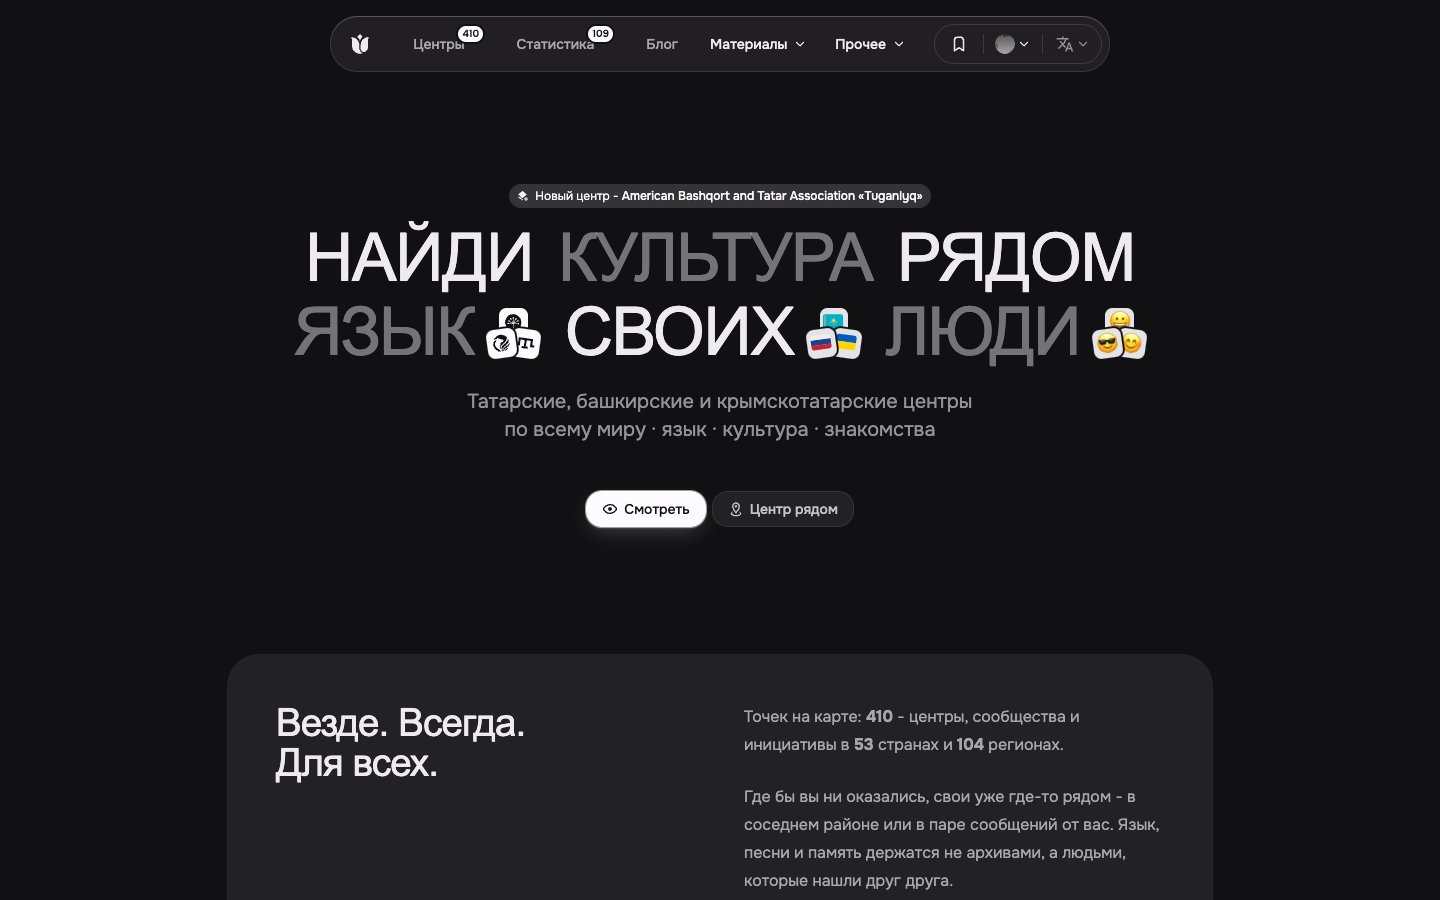 Центры 410 Статистика 109 Блог Материалы Прочее
Новый центр - American Bashqort and Tatar Association «Tuganlyq»
НАЙДИ КУЛЬТУРА РЯДОМ
ЯЗЫК СВОИХ ЛЮДИ
Татарские, башкирские и крымскотатарские центры
по всему миру · язык · культура · знакомства
Смотреть Центр рядом
Везде. Всегда.
Для всех.
Точек на карте: 410 - центры, сообщества и
инициативы в 53 странах и 104 регионах.
Где бы вы ни оказались, свои уже где-то рядом - в
соседнем районе или в паре сообщений от вас. Язык,
песни и память держатся не архивами, а людьми,
которые нашли друг друга.